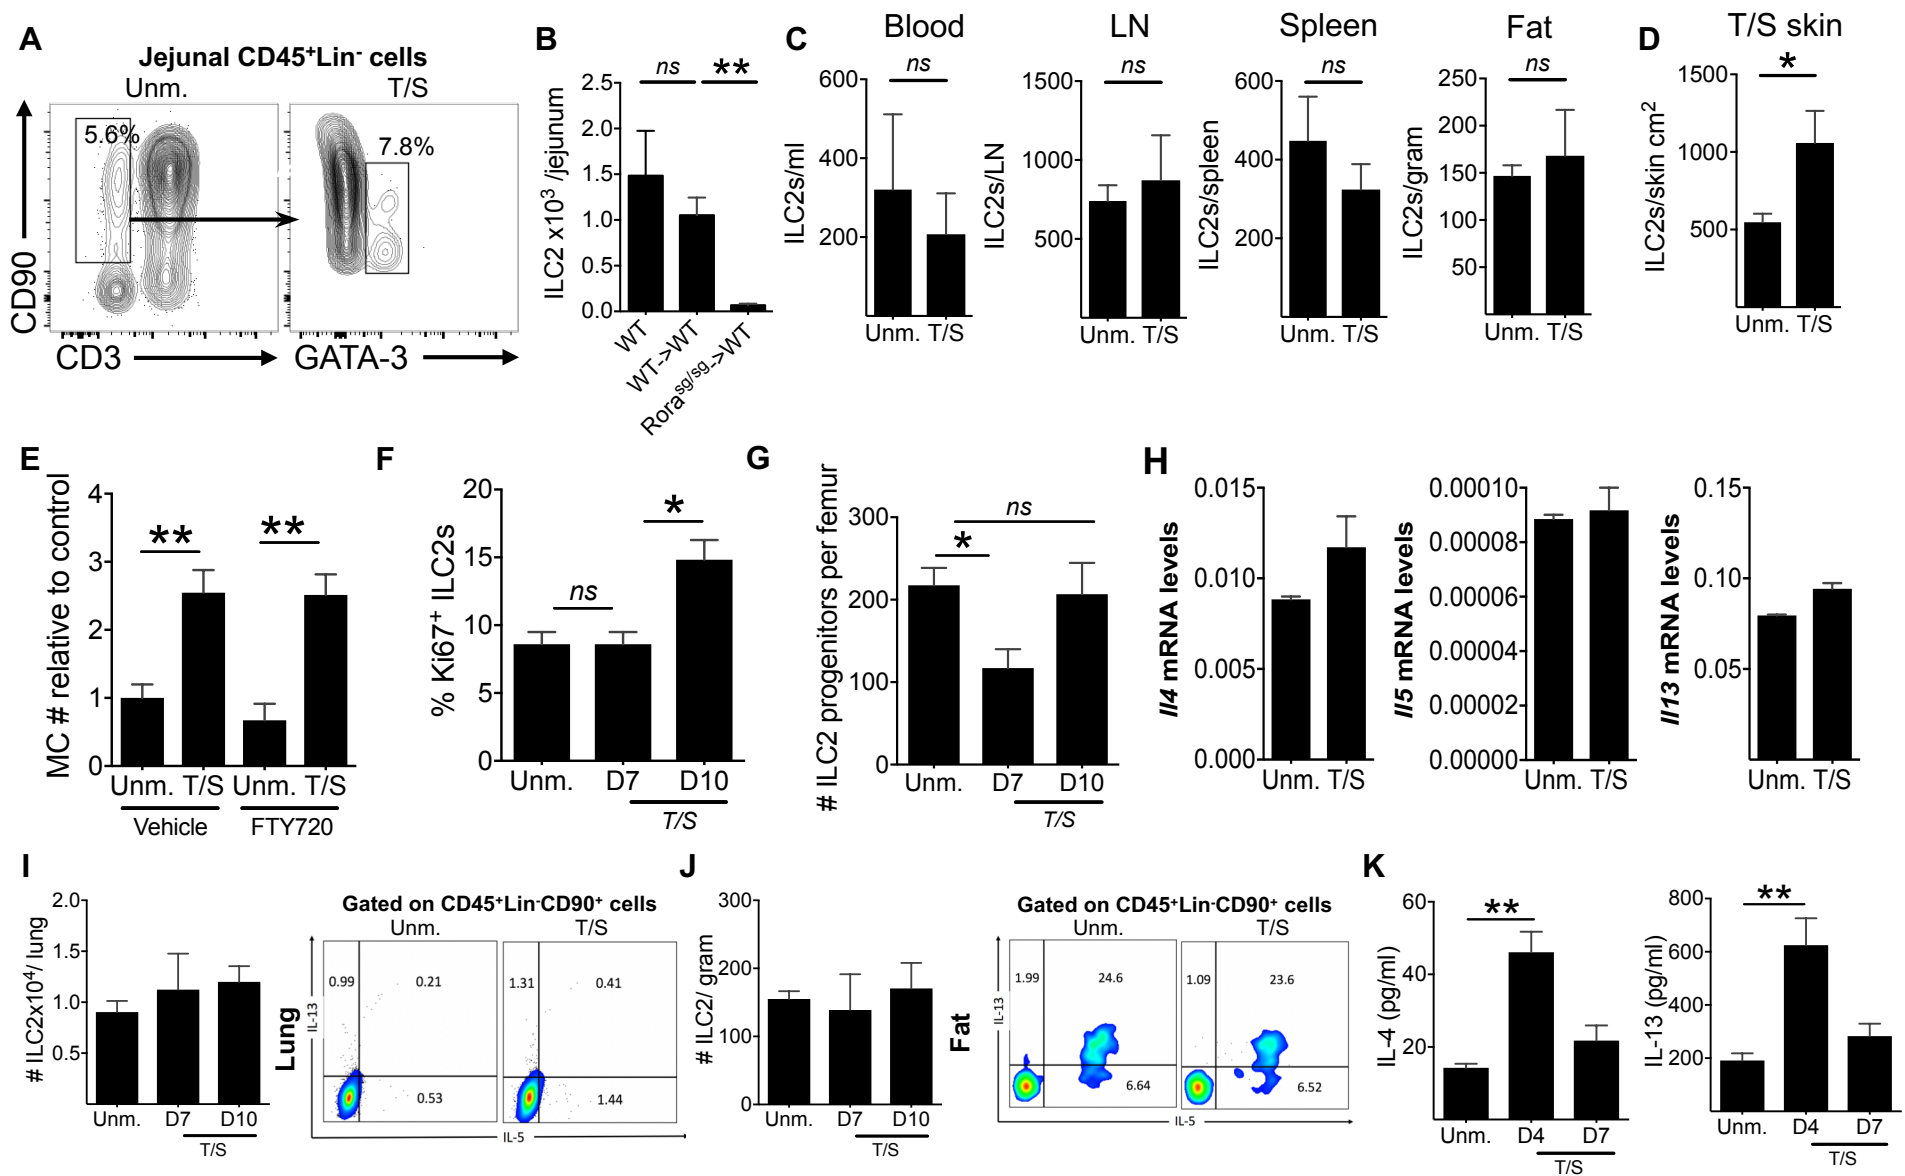 A
Jejunal CD45+Lin- cells
Unm.
T/S
5.6%
7.8%
CD90
CD3
GATA-3
B
ns
**
ILC2 x103 /jejunum
2.5
2.0
1.5
1.0
0.5
0.0
WT
WT->WT
Rorasg/sg->WT
C
Blood
ns
ILC2s/ml
600
400
200
Unm. T/S
LN
ns
ILC2s/LN
1500
1000
500
Unm. T/S
Spleen
ns
ILC2s/spleen
600
400
200
Unm. T/S
Fat
ns
ILC2s/gram
250
200
150
100
50
Unm. T/S
D
T/S skin
*
ILC2s/skin cm2
1500
1000
500
Unm. T/S
E
MC # relative to control
4
3
2
1
0
**
**
Unm. T/S Unm. T/S
Vehicle
FTY720
F
% Ki67+ ILC2s
20
15
10
5
0
ns
*
Unm. D7 D10
T/S
G
# ILC2 progenitors per femur
300
200
100
0
ns
*
Unm. D7 D10
T/S
H
Il4 mRNA levels
0.015
0.010
0.005
0.000
Unm. T/S
Il5 mRNA levels
0.00010
0.00008
0.00006
0.00004
0.00002
0.00000
Unm. T/S
Il13 mRNA levels
0.15
0.10
0.05
Unm. T/S
I
# ILC2x104/ lung
2.0
1.5
1.0
0.5
Unm. D7 D10
T/S
Gated on CD45+Lin-CD90+ cells
Unm.
T/S
Lung
IL-13
0.99
0.21
0.53
1.31
0.41
1.44
IL-5
J
# ILC2/ gram
300
200
100
0
Unm. D7 D10
T/S
Gated on CD45+Lin-CD90+ cells
Unm.
T/S
Fat
IL-13
1.99
24.6
6.64
1.09
23.6
6.52
IL-5
K
IL-4 (pg/ml)
60
40
20
**
Unm. D4 D7
T/S
IL-13 (pg/ml)
800
600
400
200
**
Unm. D4 D7
T/S